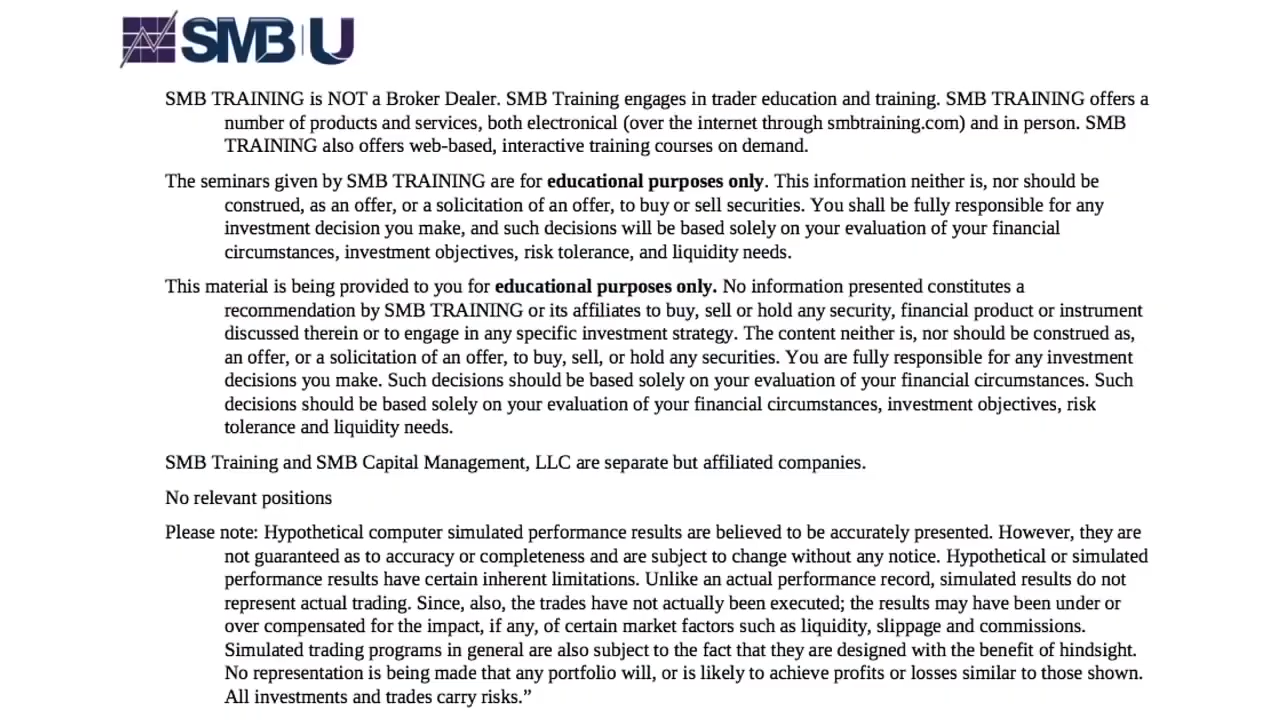 SMB U
SMB TRAINING is NOT a Broker Dealer. SMB Training engages in trader education and training. SMB TRAINING offers a
number of products and services, both electronical (over the internet through smbtraining.com) and in person. SMB
TRAINING also offers web-based, interactive training courses on demand.
The seminars given by SMB TRAINING are for educational purposes only. This information neither is, nor should be
construed, as an offer, or a solicitation of an offer, to buy or sell securities. You shall be fully responsible for any
investment decision you make, and such decisions will be based solely on your evaluation of your financial
circumstances, investment objectives, risk tolerance, and liquidity needs.
This material is being provided to you for educational purposes only. No information presented constitutes a
recommendation by SMB TRAINING or its affiliates to buy, sell or hold any security, financial product or instrument
discussed therein or to engage in any specific investment strategy. The content neither is, nor should be construed as,
an offer, or a solicitation of an offer, to buy, sell, or hold any securities. You are fully responsible for any investment
decisions you make. Such decisions should be based solely on your evaluation of your financial circumstances. Such
decisions should be based solely on your evaluation of your financial circumstances, investment objectives, risk
tolerance and liquidity needs.
SMB Training and SMB Capital Management, LLC are separate but affiliated companies.
No relevant positions
Please note: Hypothetical computer simulated performance results are believed to be accurately presented. However, they are
not guaranteed as to accuracy or completeness and are subject to change without any notice. Hypothetical or simulated
performance results have certain inherent limitations. Unlike an actual performance record, simulated results do not
represent actual trading. Since, also, the trades have not actually been executed; the results may have been under or
over compensated for the impact, if any, of certain market factors such as liquidity, slippage and commissions.
Simulated trading programs in general are also subject to the fact that they are designed with the benefit of hindsight.
No representation is being made that any portfolio will, or is likely to achieve profits or losses similar to those shown.
All investments and trades carry risks.”